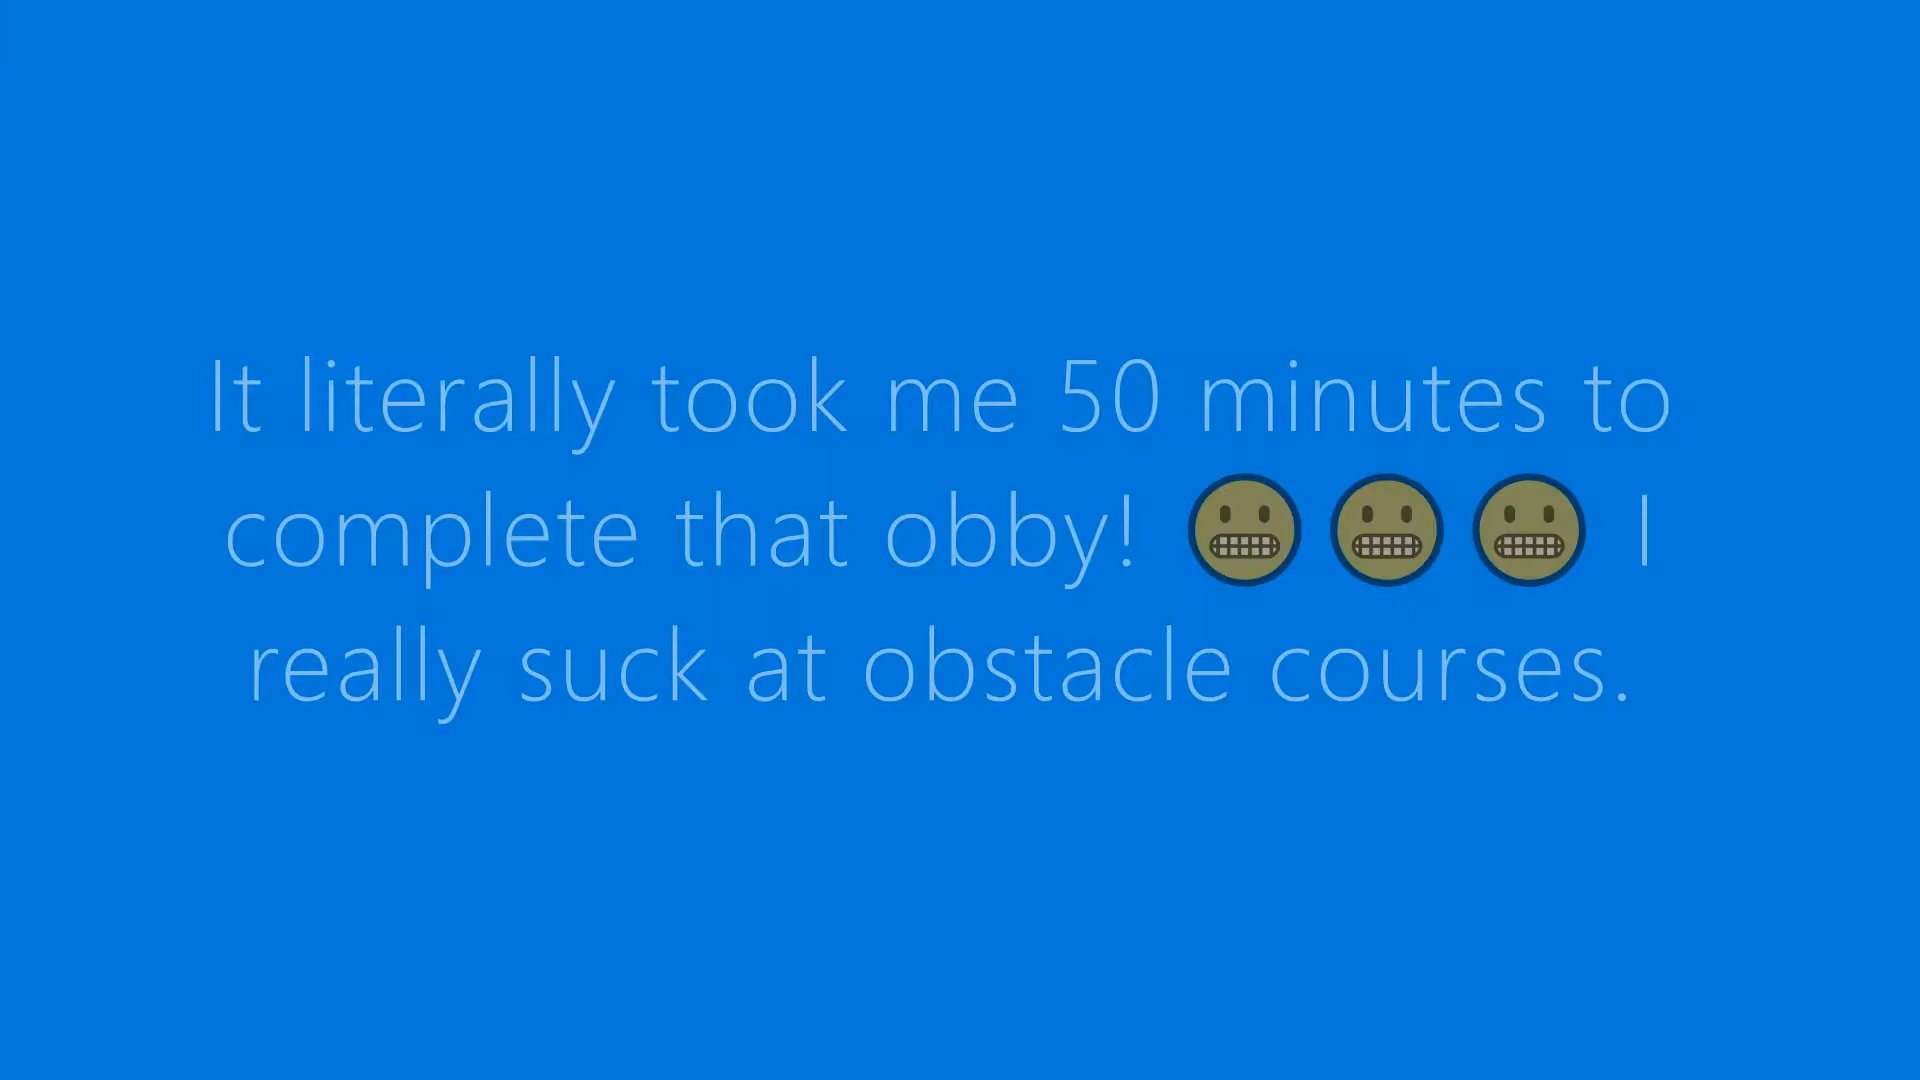 It literally took me 50 minutes to
complete that obby! 😬😬😬 I
really suck at obstacle courses.